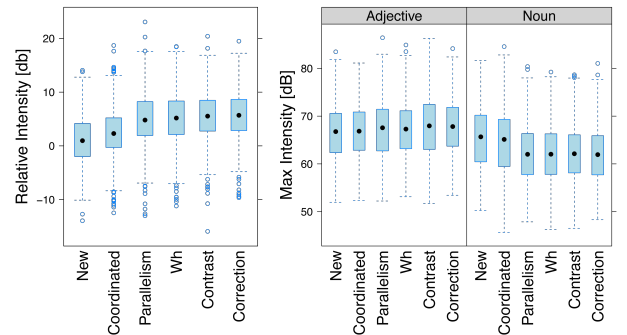 Relative Intensity [db]
20
10
0
−10
New
Coordinated
Parallelism
Wh
Contrast
Correction
Max Intensity [dB]
80
70
60
50
Adjective
Noun
New
Coordinated
Parallelism
Wh
Contrast
Correction
New
Coordinated
Parallelism
Wh
Contrast
Correction